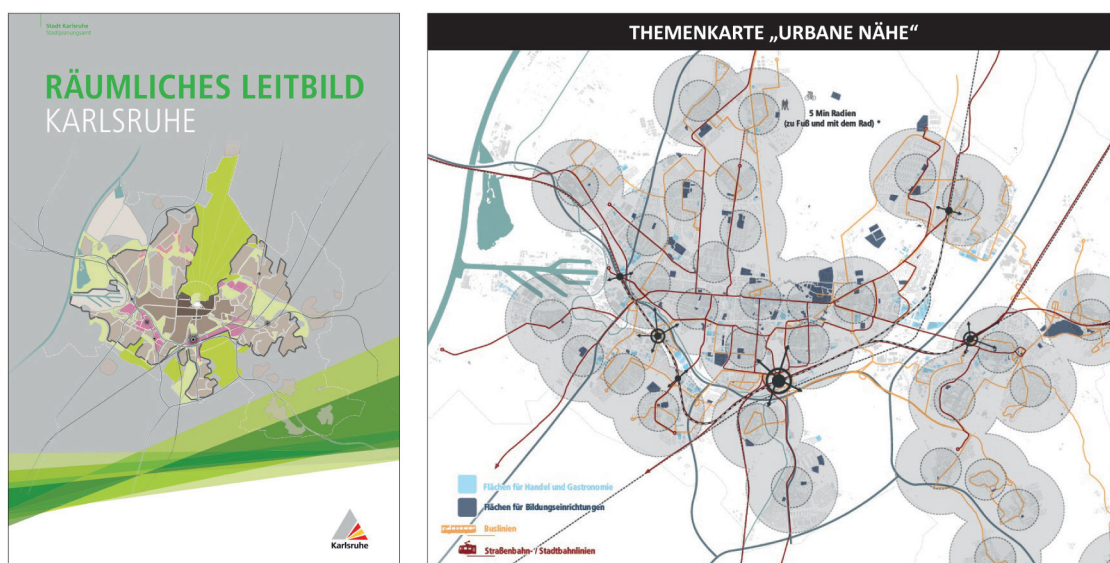 Stadt Karlsruhe
Stadtplanungsamt
RÄUMLICHES LEITBILD
KARLSRUHE
Karlsruhe
THEMENKARTE „URBANE NÄHE“
5 Min Radien
(zu Fuß und mit dem Rad) *
Flächen für Handel und Gastronomie
Flächen für Bildungseinrichtungen
Buslinien
Straßenbahn- / Stadtbahnlinien